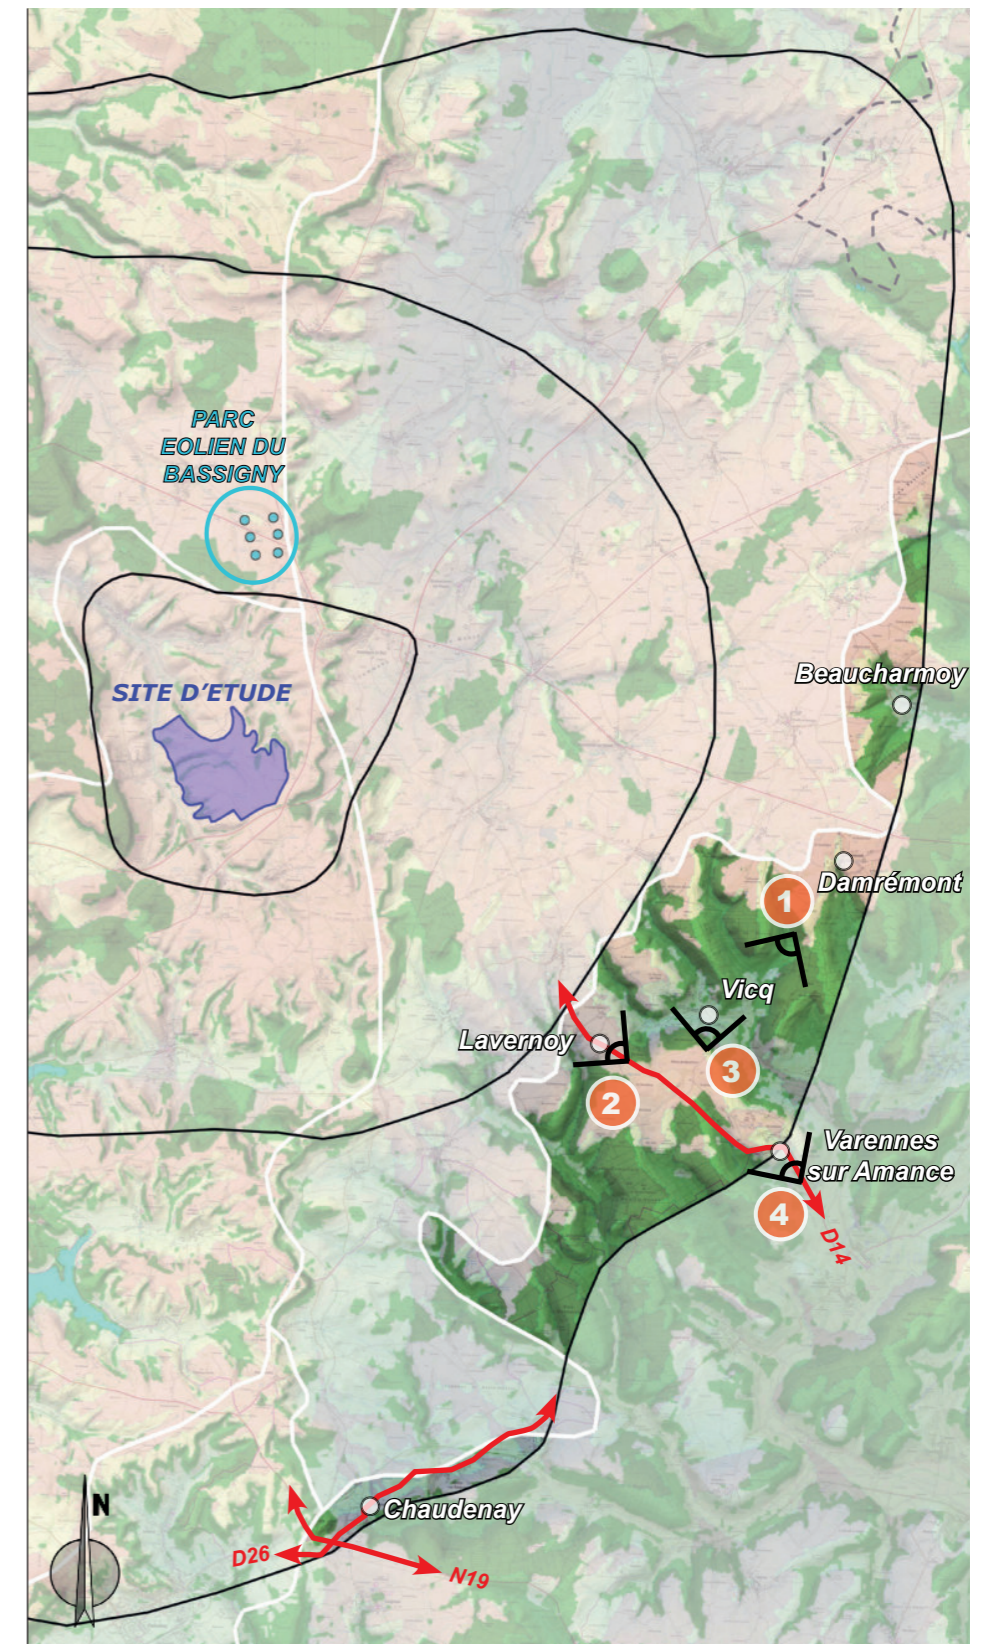 PARC
EOLIEN DU
BASSIGNY
SITE D'ETUDE
Beaucharmoy
Damrémont
1
Vicq
Lavernoy
3
2
Varennes
sur Amance
4
D14
N
Chaudenay
D26
N19